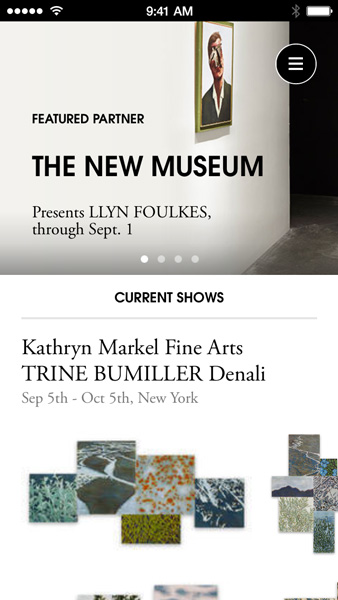 9:41 AM
FEATURED PARTNER
THE NEW MUSEUM
Presents LLYN FOULKES,
through Sept. 1
CURRENT SHOWS
Kathryn Markel Fine Arts
TRINE BUMILLER Denali
Sep 5th - Oct 5th, New York